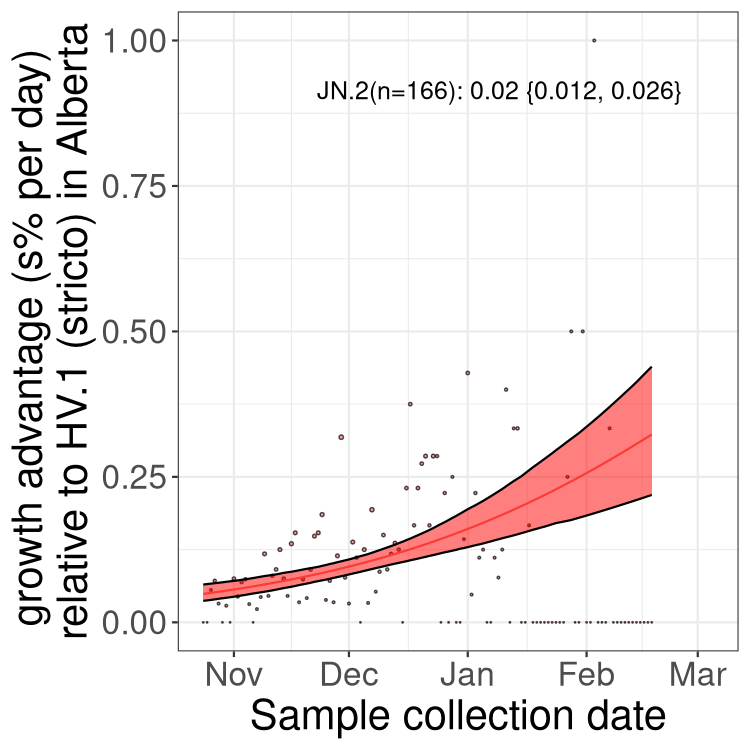 growth advantage (s% per day)
relative to HV.1 (stricto) in Alberta
1.00
0.75
0.50
0.25
0.00
JN.2(n=166): 0.02 {0.012, 0.026}
Nov
Dec
Jan
Feb
Mar
Sample collection date